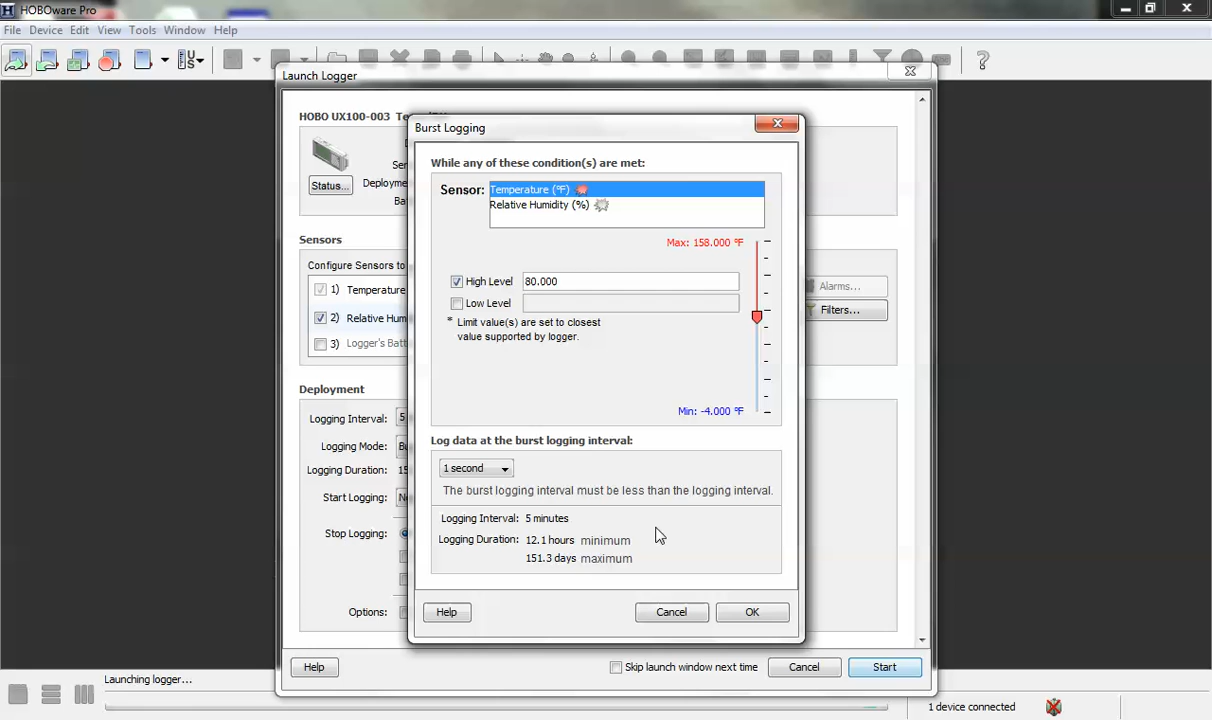 HOBOware Pro
File Device Edit View Tools Window Help
Launch Logger
HOBO UX100-003
Status...
Deployme
Sensors
Configure Sensors to
1) Temperature
2) Relative Hum
3) Logger's Batt
Alarms...
Filters...
Deployment
Logging Interval: 5
Logging Mode: Bu
Logging Duration: 15
Start Logging: N
Stop Logging:
Options:
Help
Skip launch window next time
Cancel
Start
Burst Logging
While any of these condition(s) are met:
Sensor: Temperature (°F)
Relative Humidity (%)
Max: 158.000 °F
High Level 80.000
Low Level
* Limit value(s) are set to closest
value supported by logger.
Min: -4.000 °F
Log data at the burst logging interval:
1 second
The burst logging interval must be less than the logging interval.
Logging Interval: 5 minutes
Logging Duration: 12.1 hours minimum
151.3 days maximum
Help
Cancel
OK
Launching logger...
1 device connected